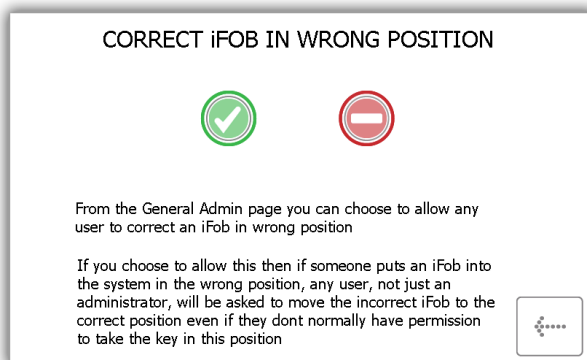 CORRECT iFOB IN WRONG POSITION
From the General Admin page you can choose to allow any
user to correct an iFob in wrong position
If you choose to allow this then if someone puts an iFob into
the system in the wrong position, any user, not just an
administrator, will be asked to move the incorrect iFob to the
correct position even if they dont normally have permission
to take the key in this position